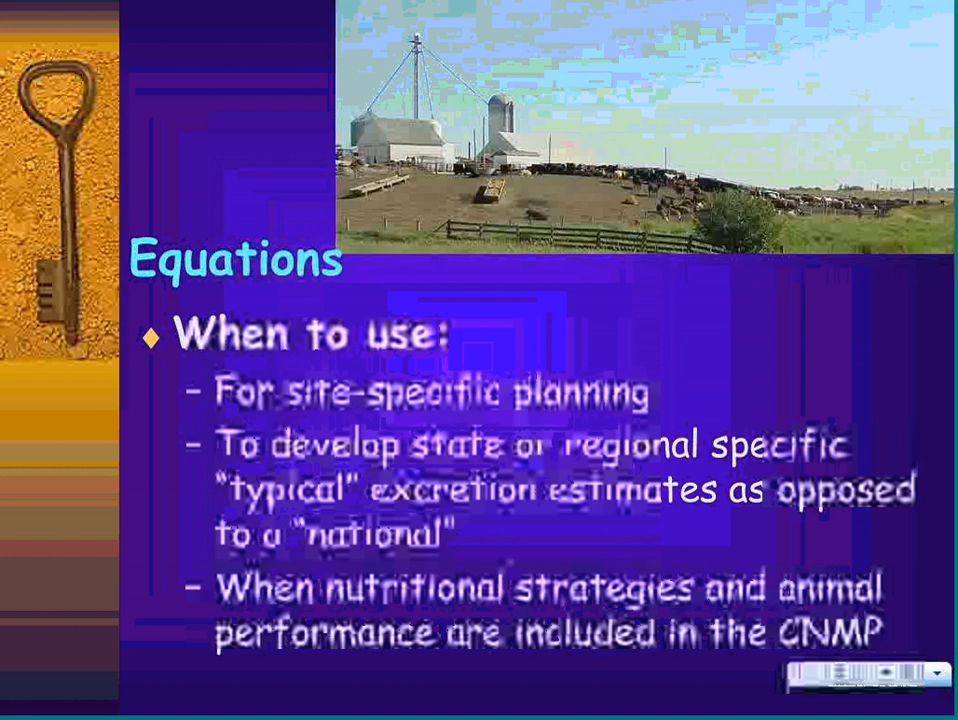 Equations
When to use:
– For site-specific planning
– To develop state or regional specific
"typical" excretion estimates as opposed
to a "national"
– When nutritional strategies and animal
performance are included in the CNMP